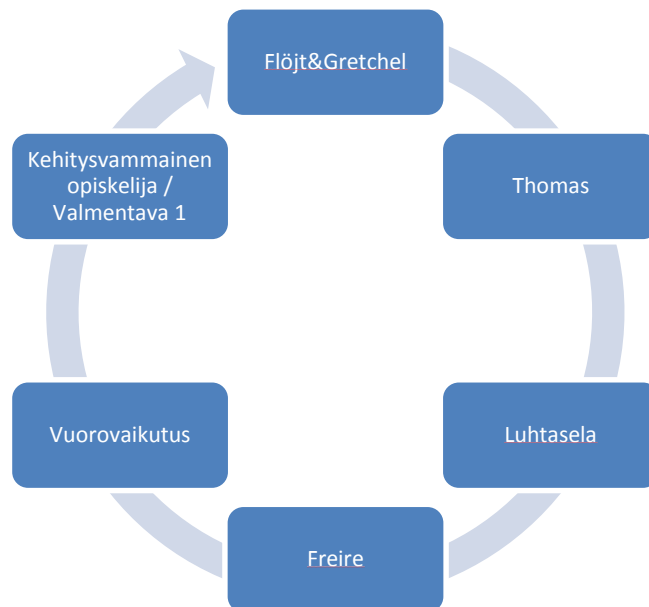 Flöjt&Gretchel
Thomas
Luhtasela
Freire
Vuorovaikutus
Kehitysvammainen
opiskelija /
Valmentava 1